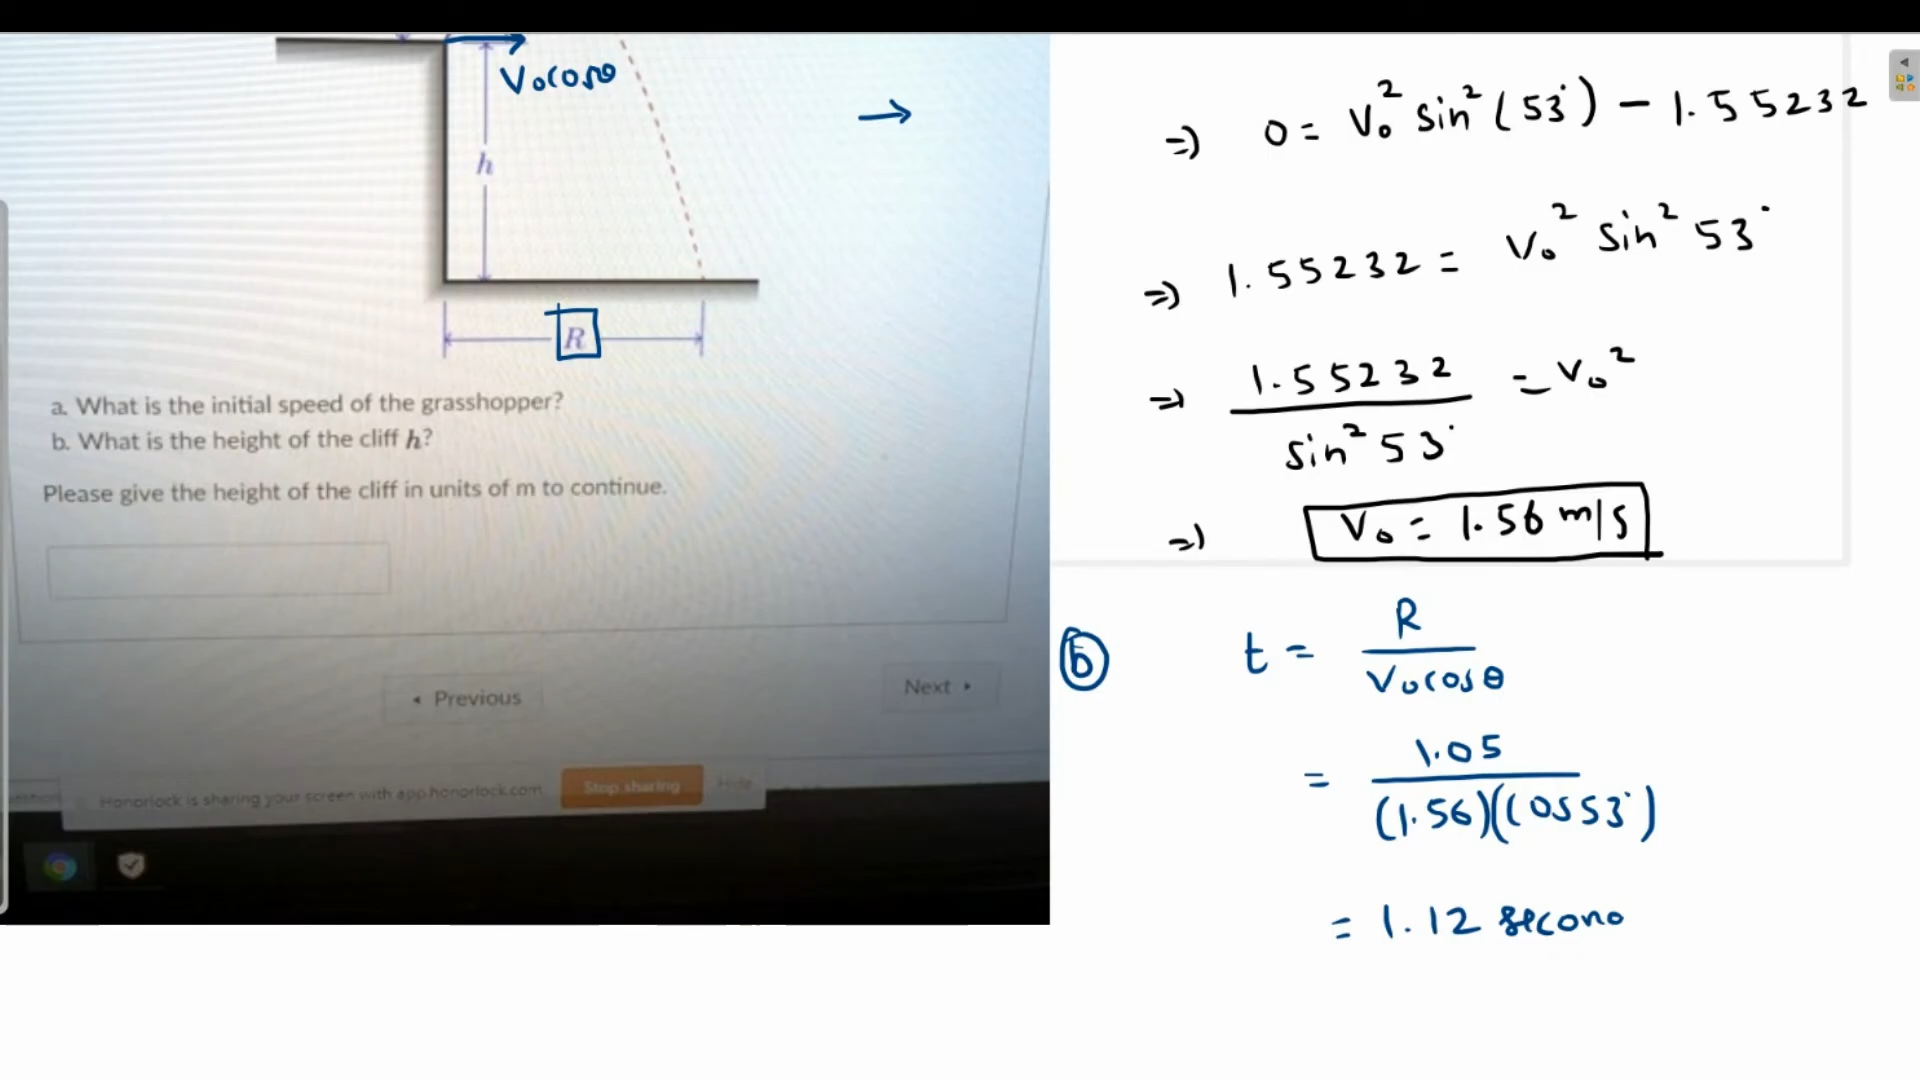 V₀cosθ
h
R
a. What is the initial speed of the grasshopper?
b. What is the height of the cliff h?
Please give the height of the cliff in units of m to continue.
◂ Previous
Next ▸
Honorlock is sharing your screen with app.honorlock.com
Stop sharing
Hide
=) 0 = V₀² sin² (53°) − 1.55232
=) 1.55232 = V₀² sin² 53°
=) 1.55232 / sin² 53° = V₀²
=) V₀ = 1.56 m/s
b t = R / V₀cosθ
= 1.05 / (1.56)(cos53°)
= 1.12 second